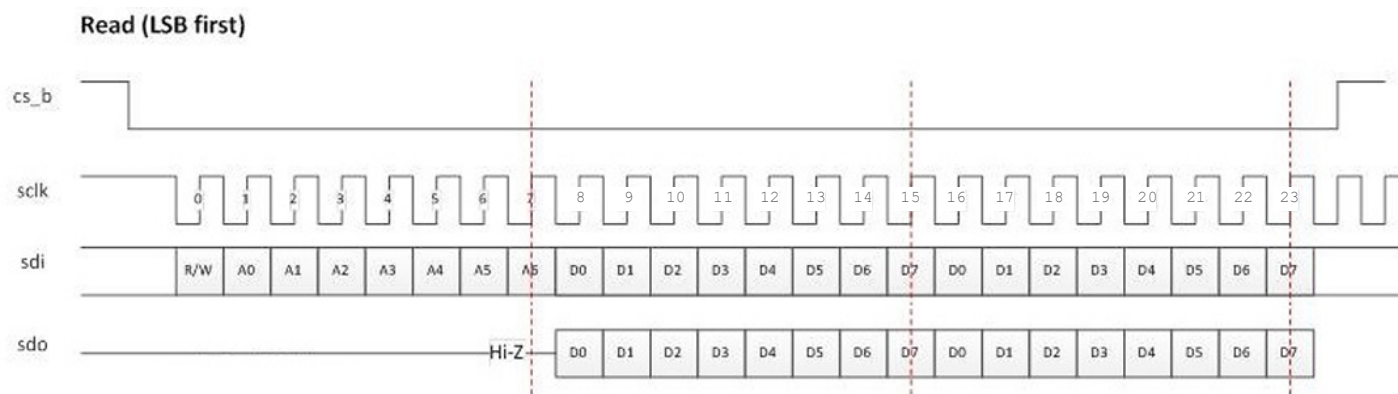 Read (LSB first)
cs_b
sclk 0 1 2 3 4 5 6 7 8 9 10 11 12 13 14 15 16 17 18 19 20 21 22 23
sdi R/W A0 A1 A2 A3 A4 A5 A6 D0 D1 D2 D3 D4 D5 D6 D7 D0 D1 D2 D3 D4 D5 D6 D7
sdo Hi-Z D0 D1 D2 D3 D4 D5 D6 D7 D0 D1 D2 D3 D4 D5 D6 D7